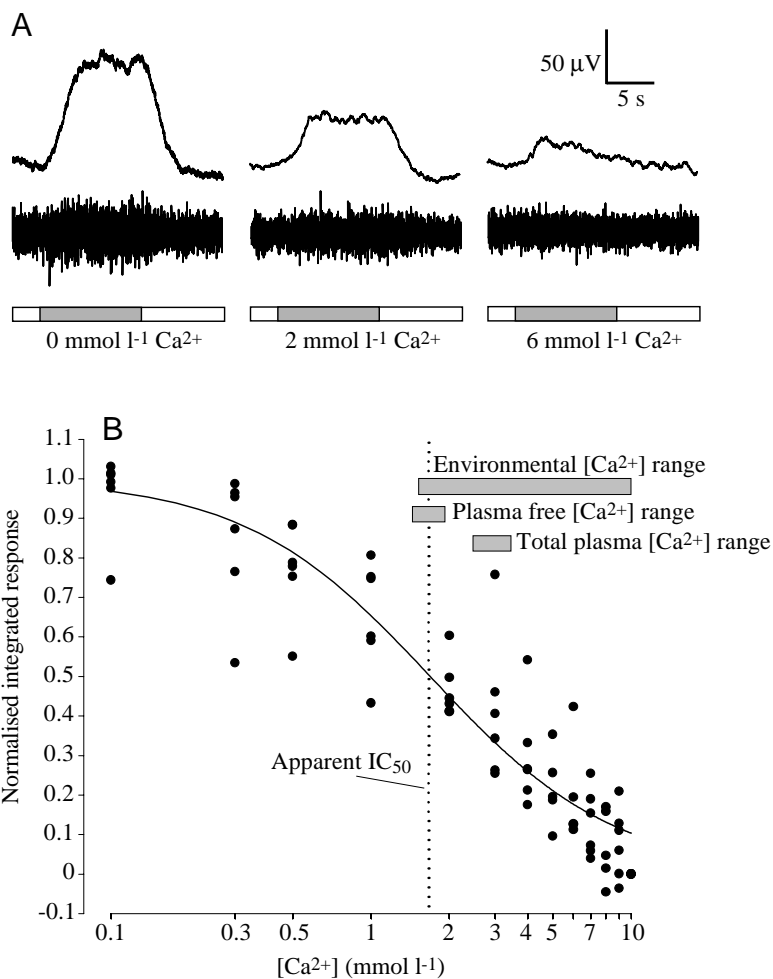 A
50 µV
5 s
0 mmol l-1 Ca2+
2 mmol l-1 Ca2+
6 mmol l-1 Ca2+
B
Normalised integrated response
1.1
1.0
0.9
0.8
0.7
0.6
0.5
0.4
0.3
0.2
0.1
0
-0.1
Environmental [Ca2+] range
Plasma free [Ca2+] range
Total plasma [Ca2+] range
Apparent IC50
0.1 0.3 0.5 1 2 3 4 5 7 10
[Ca2+] (mmol l-1)